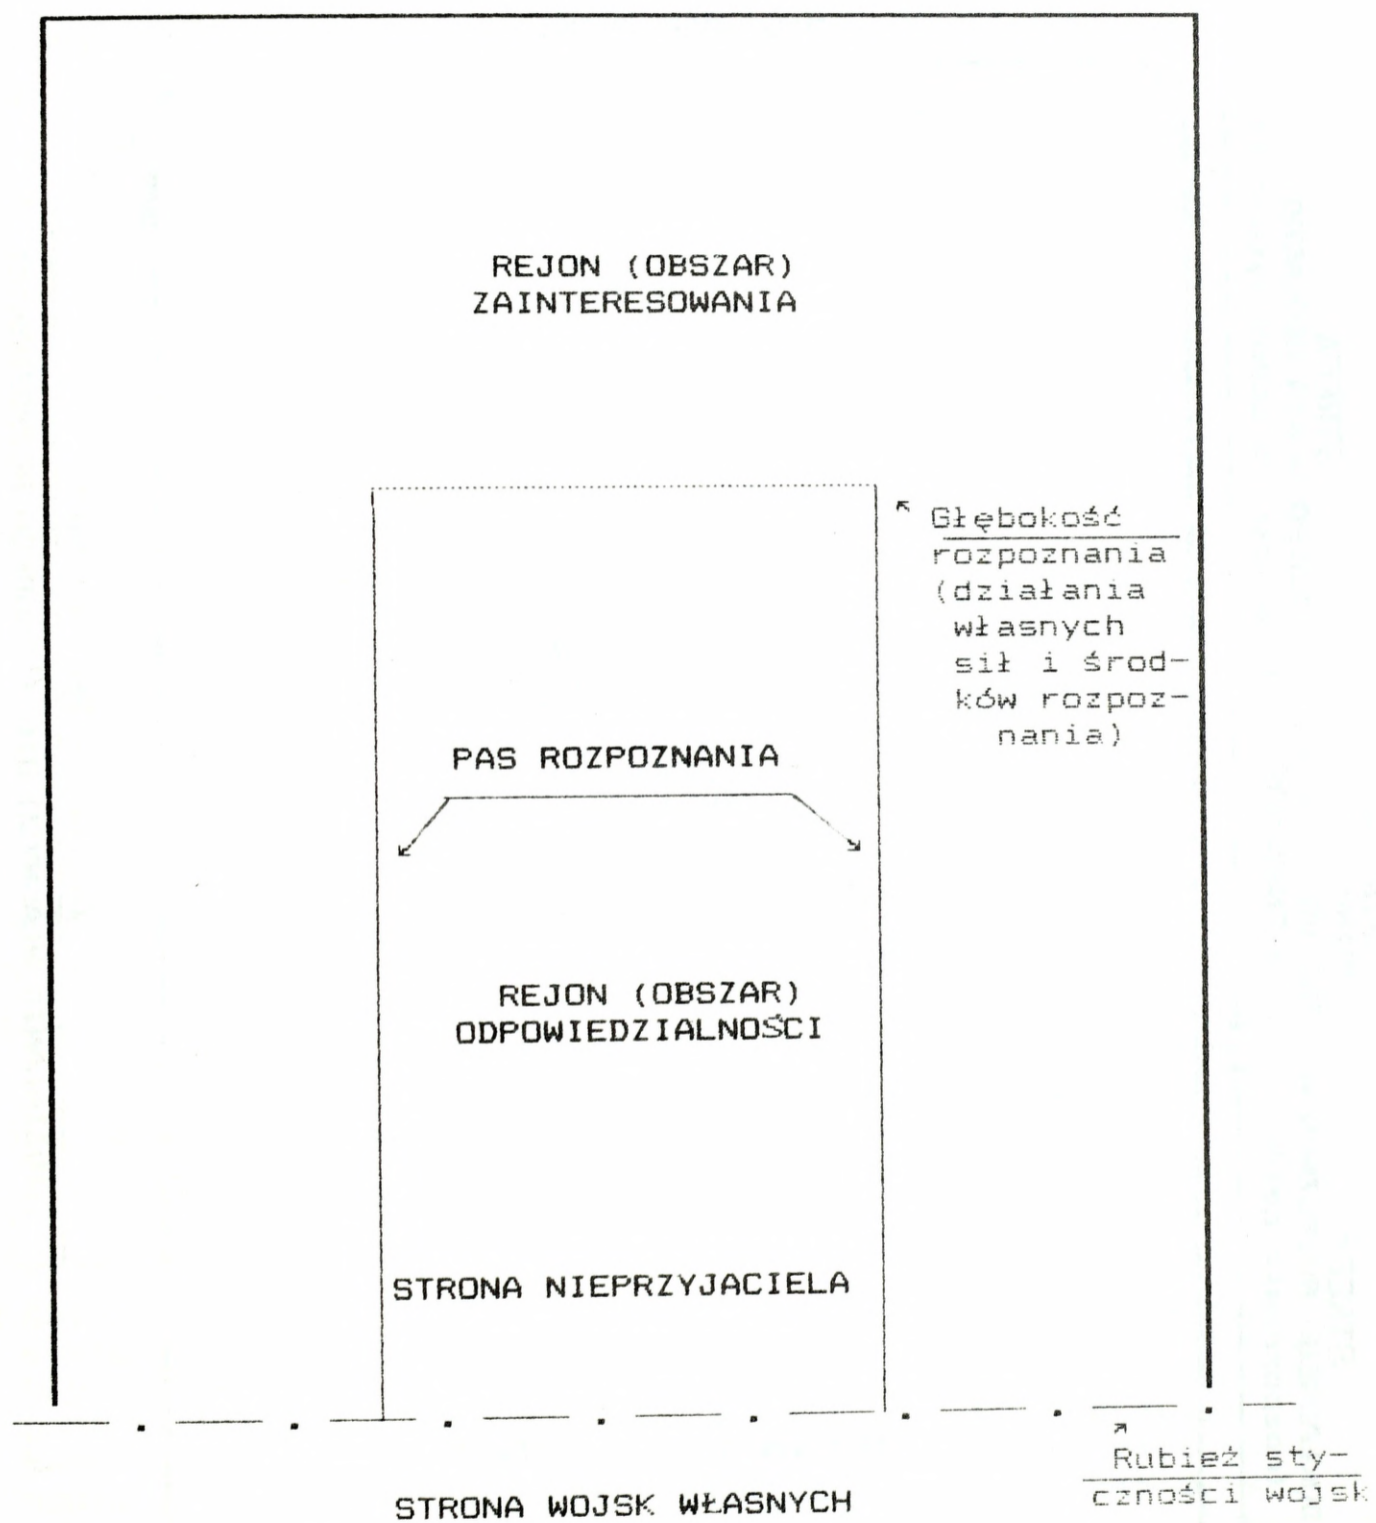 REJON (OBSZAR)
ZAINTERESOWANIA
Głębokość
rozpoznania
(działania
własnych
sił i środ-
ków rozpoz-
nania)
PAS ROZPOZNANIA
REJON (OBSZAR)
ODPOWIEDZIALNOŚCI
STRONA NIEPRZYJACIELA
Rubież sty-
czności wojsk
STRONA WOJSK WŁASNYCH